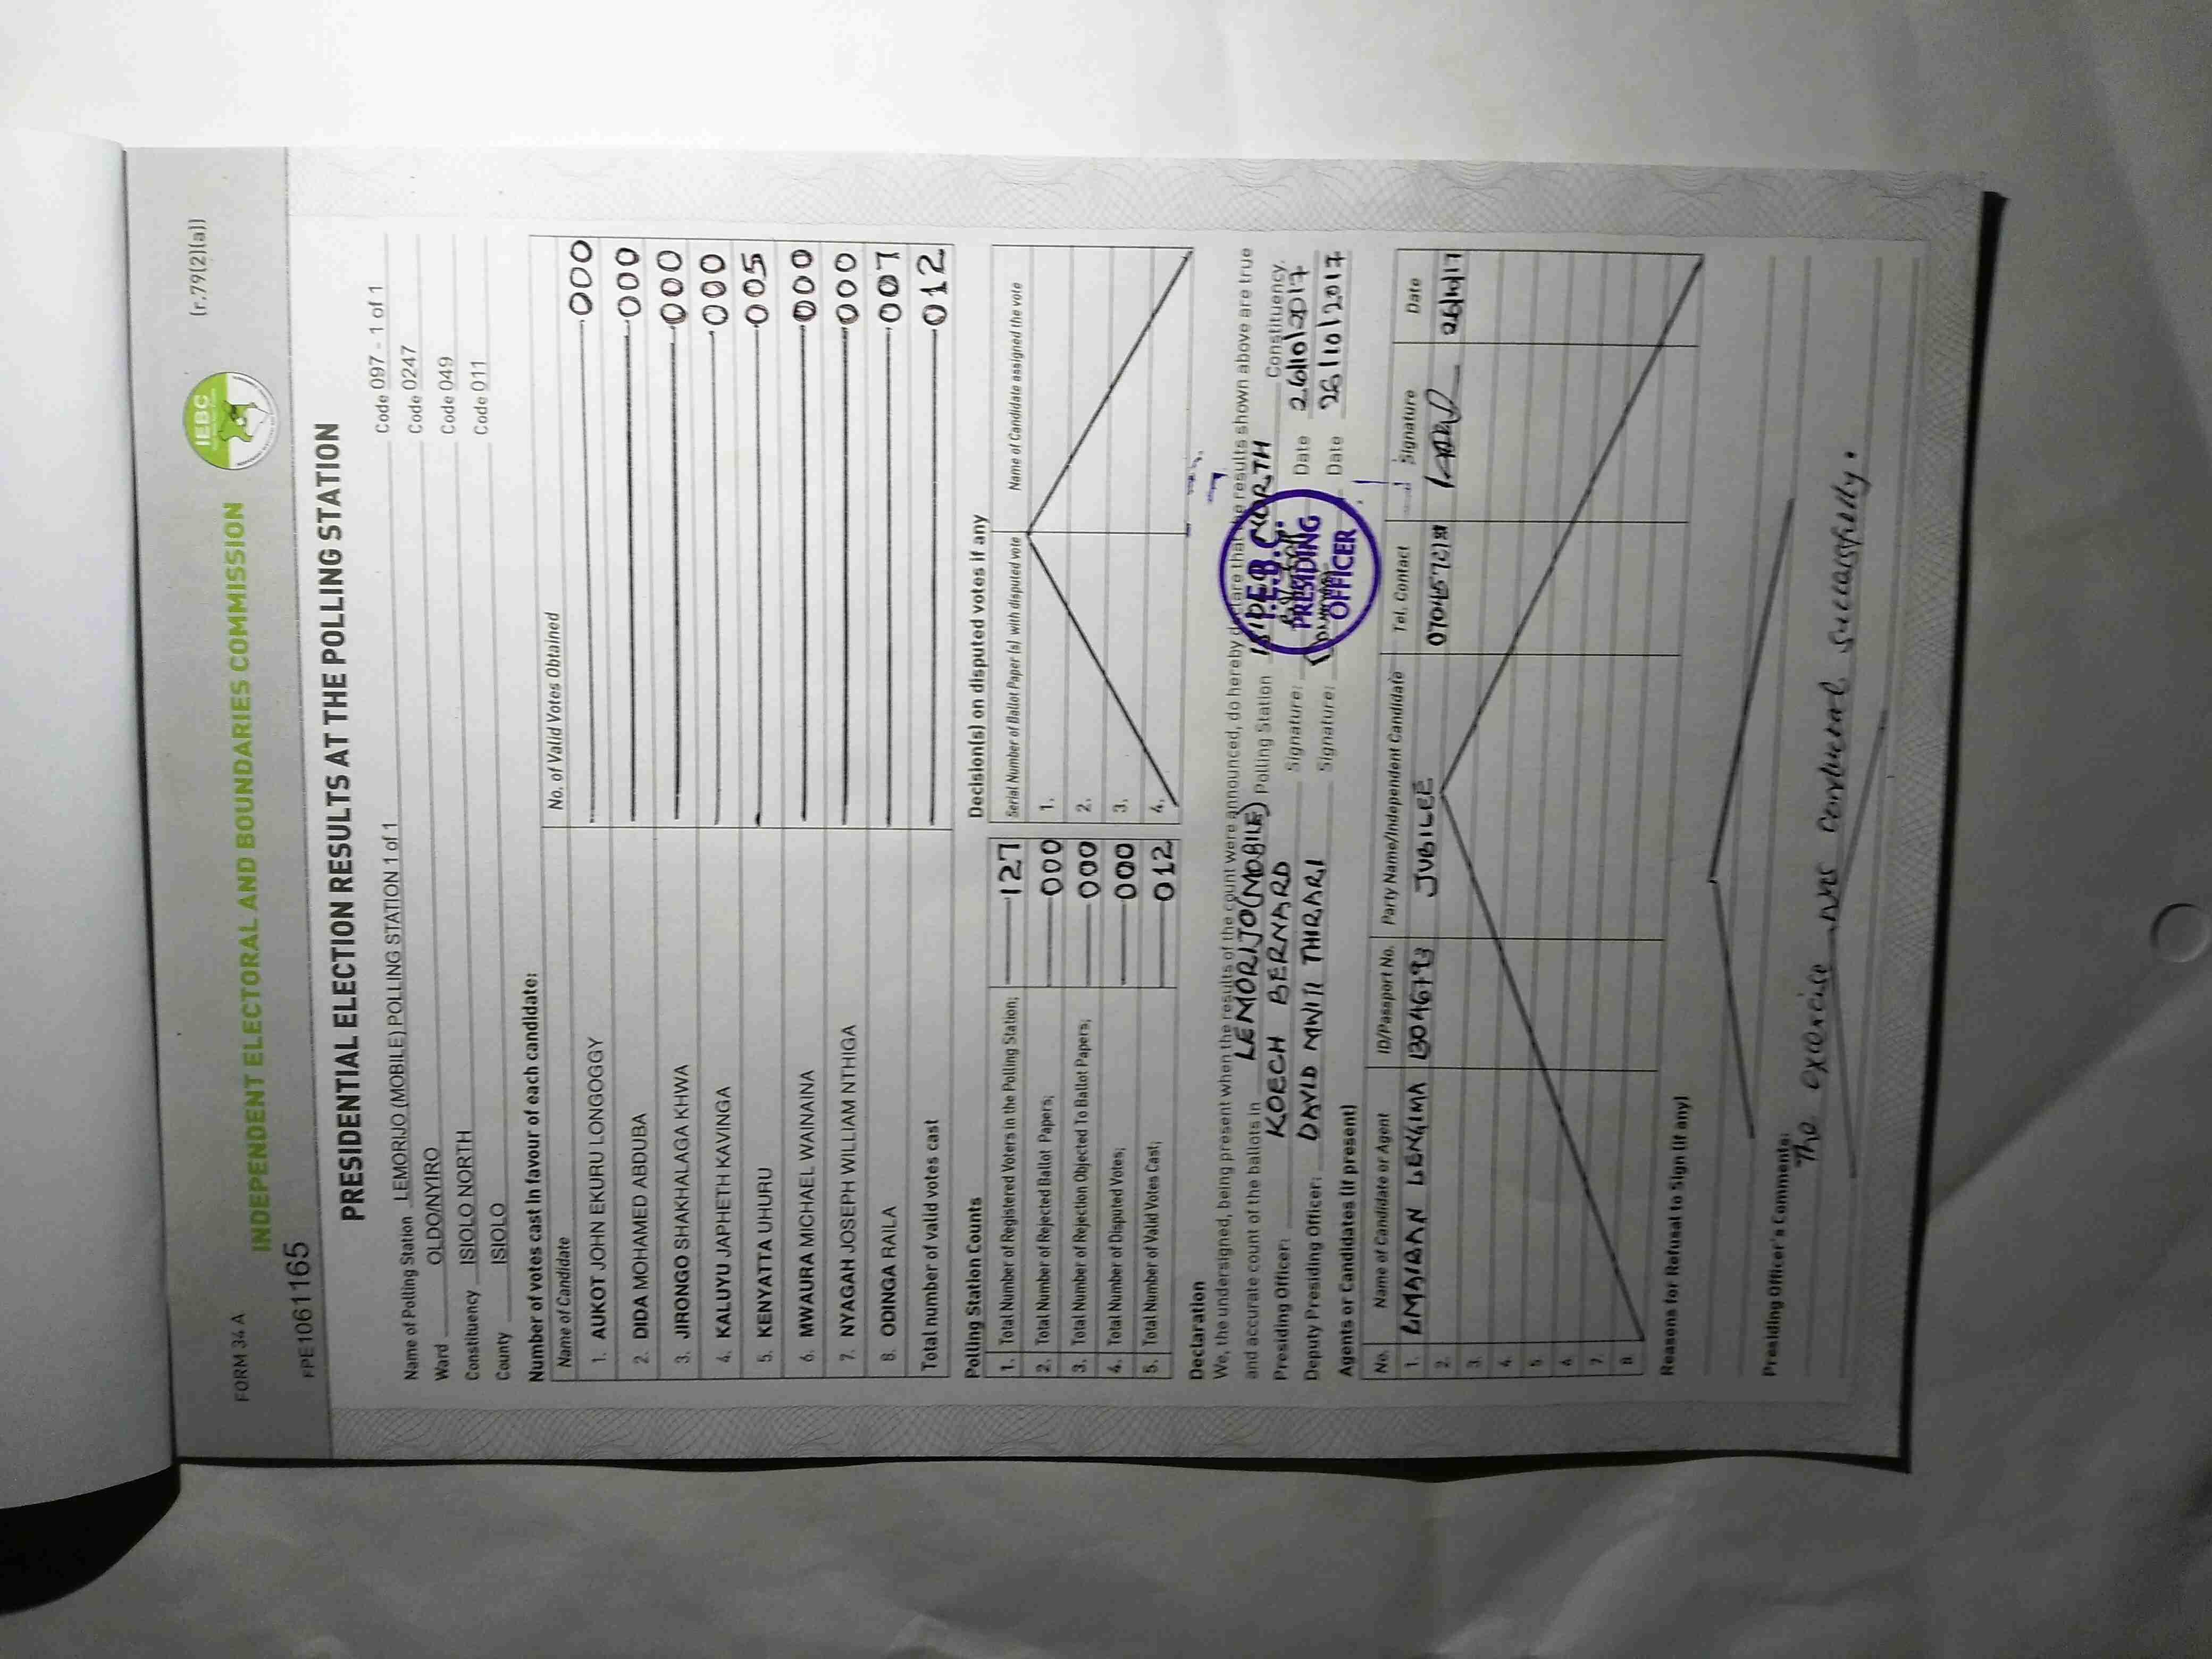 FORM 34 A
(r.79(2)(a))
IEBC
INDEPENDENT ELECTORAL AND BOUNDARIES COMMISSION
FPE1061165
PRESIDENTIAL ELECTION RESULTS AT THE POLLING STATION
Name of Polling Station LEMORIJO (MOBILE) POLLING STATION 1 of 1 Code 097 - 1 of 1
Ward OLDO/NYIRO Code 0247
Constituency ISIOLO NORTH Code 049
County ISIOLO Code 011
Number of votes cast in favour of each candidate:
Name of Candidate No. of Valid Votes Obtained
1. AUKOT JOHN EKURU LONGOGGY 000
2. DIDA MOHAMED ABDUBA 000
3. JIRONGO SHAKHALAGA KHWA 000
4. KALUYU JAPHETH KAVINGA 000
5. KENYATTA UHURU 005
6. MWAURA MICHAEL WAINAINA 000
7. NYAGAH JOSEPH WILLIAM NTHIGA 000
8. ODINGA RAILA 007
Total number of valid votes cast 012
Polling Station Counts
1. Total Number of Registered Voters in the Polling Station; 127
2. Total Number of Rejected Ballot Papers; 000
3. Total Number of Rejection Objected To Ballot Papers; 000
4. Total Number of Disputed Votes; 000
5. Total Number of Valid Votes Cast; 012
Decision(s) on disputed votes if any
Serial Number of Ballot Paper (s) with disputed vote Name of Candidate assigned the vote
1.
2.
3.
4.
Declaration
We, the undersigned, being present when the results of the count were announced, do hereby declare that the results shown above are true
and accurate count of the ballots in LEMORIJO (MOBILE) Polling Station NORTH Constituency.
Presiding Officer: KOECH BERNARD Signature: Date 26/10/2017
Deputy Presiding Officer: DAVID MWITI THIRARI Signature: Date 26/10/2017
I.E.B.C.
PRESIDING
OFFICER
Agents or Candidates (if present)
No. Name of Candidate or Agent ID/Passport No. Party Name/Independent Candidate Tel. Contact Signature Date
1. JUBILEE 26/10/17
2.
3.
4.
5.
6.
7.
8.
Reasons for Refusal to Sign (if any)
Presiding Officer's Comments:
The exercise was conducted successfully.